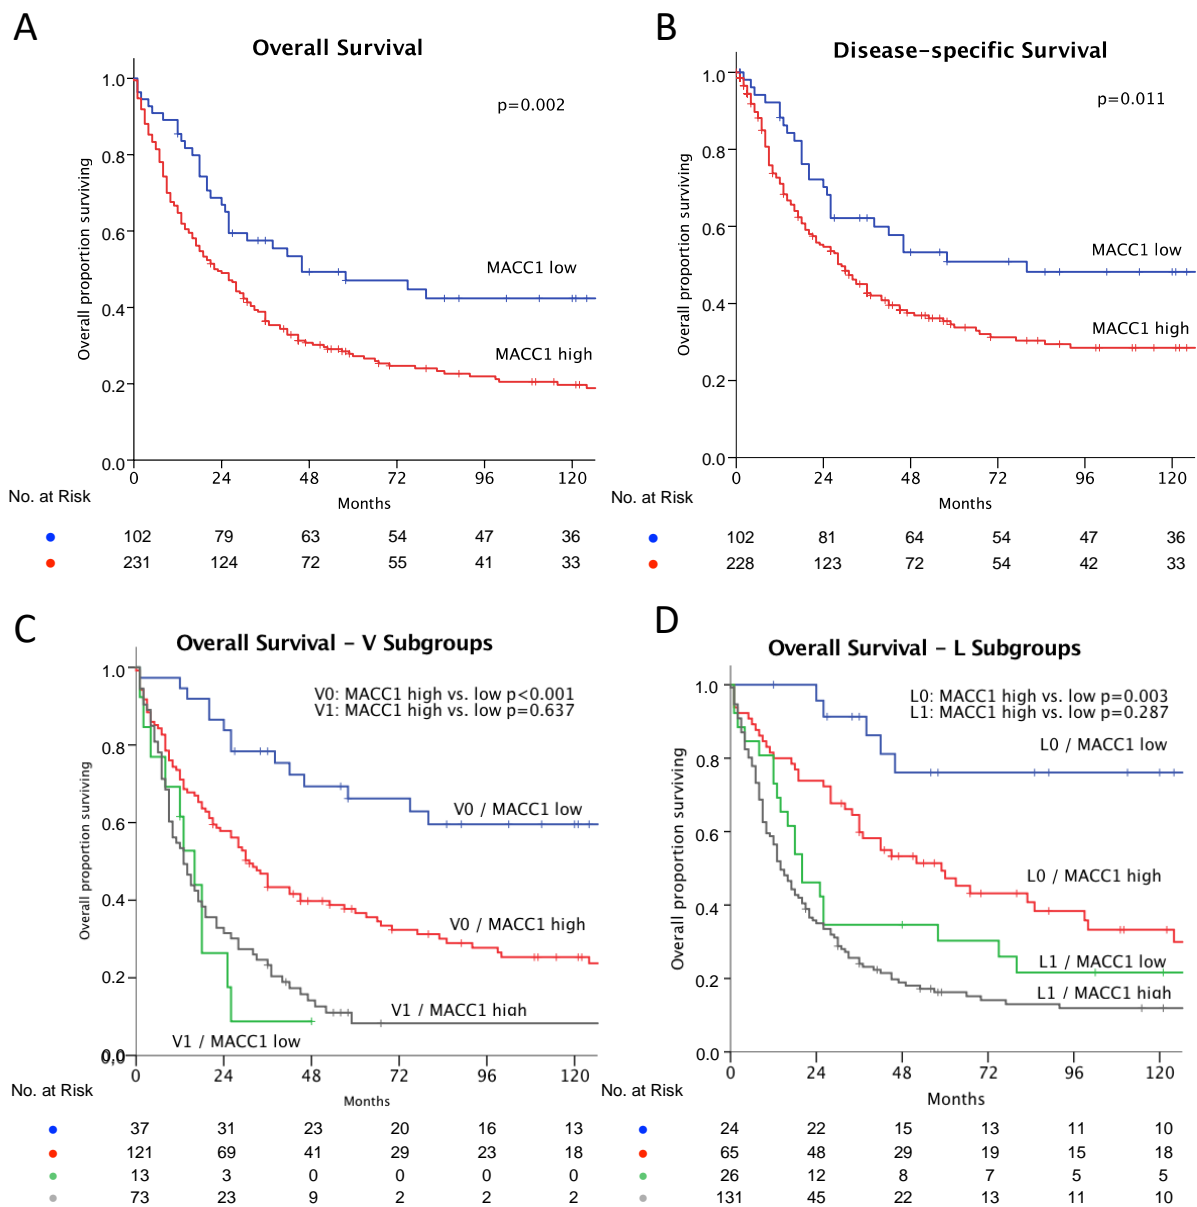 A
Overall Survival
p=0.002
Overall proportion surviving
1.0
0.8
0.6
0.4
0.2
0.0
MACC1 low
MACC1 high
0 24 48 72 96 120
Months
No. at Risk
102 79 63 54 47 36
231 124 72 55 41 33
B
Disease-specific Survival
p=0.011
Overall proportion surviving
1.0
0.8
0.6
0.4
0.2
0.0
MACC1 low
MACC1 high
0 24 48 72 96 120
Months
No. at Risk
102 81 64 54 47 36
228 123 72 54 42 33
C
Overall Survival - V Subgroups
V0: MACC1 high vs. low p<0.001
V1: MACC1 high vs. low p=0.637
Overall proportion surviving
1.0
0.8
0.6
0.4
0.2
0.0
V0 / MACC1 low
V0 / MACC1 high
V1 / MACC1 high
V1 / MACC1 low
0 24 48 72 96 120
Months
No. at Risk
37 31 23 20 16 13
121 69 41 29 23 18
13 3 0 0 0 0
73 23 9 2 2 2
D
Overall Survival - L Subgroups
L0: MACC1 high vs. low p=0.003
L1: MACC1 high vs. low p=0.287
Overall proportion surviving
1.0
0.8
0.6
0.4
0.2
0.0
L0 / MACC1 low
L0 / MACC1 high
L1 / MACC1 low
L1 / MACC1 high
0 24 48 72 96 120
Months
No. at Risk
24 22 15 13 11 10
65 48 29 19 15 18
26 12 8 7 5 5
131 45 22 13 11 10